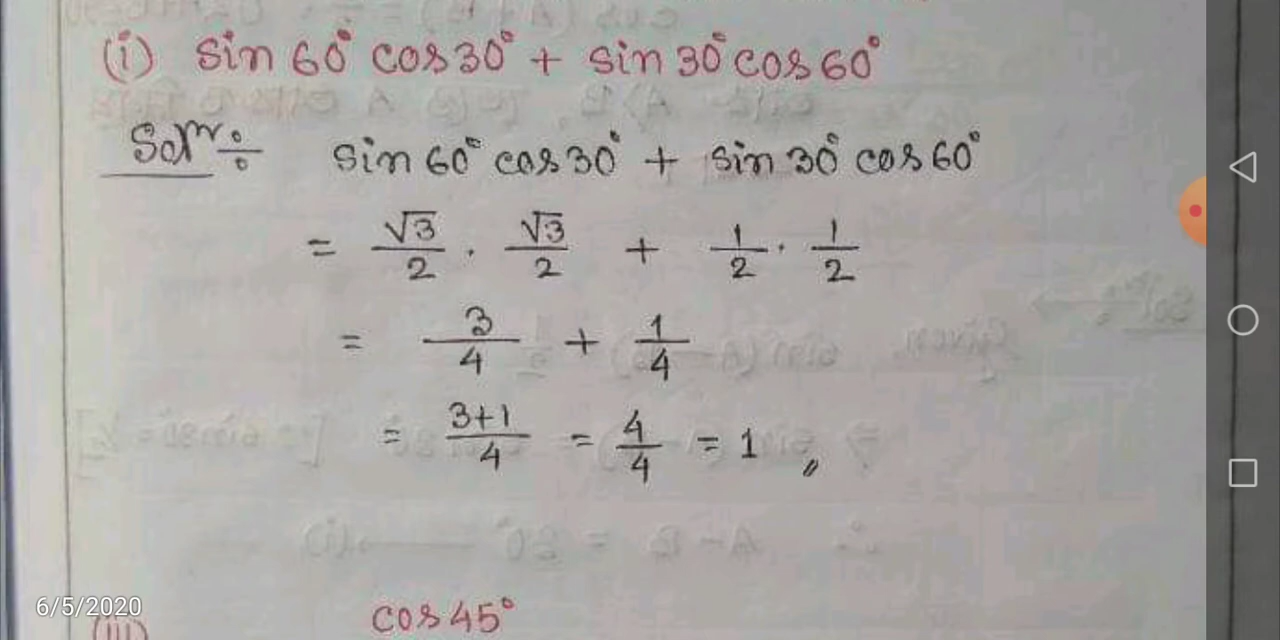 (i) sin 60° cos 30° + sin 30° cos 60°
Solⁿ÷ sin 60° cos 30° + sin 30° cos 60°
= √3/2 . √3/2 + 1/2 . 1/2
= 3/4 + 1/4
= 3+1/4 = 4/4 = 1 〃
6/5/2020
(iii) cos 45°